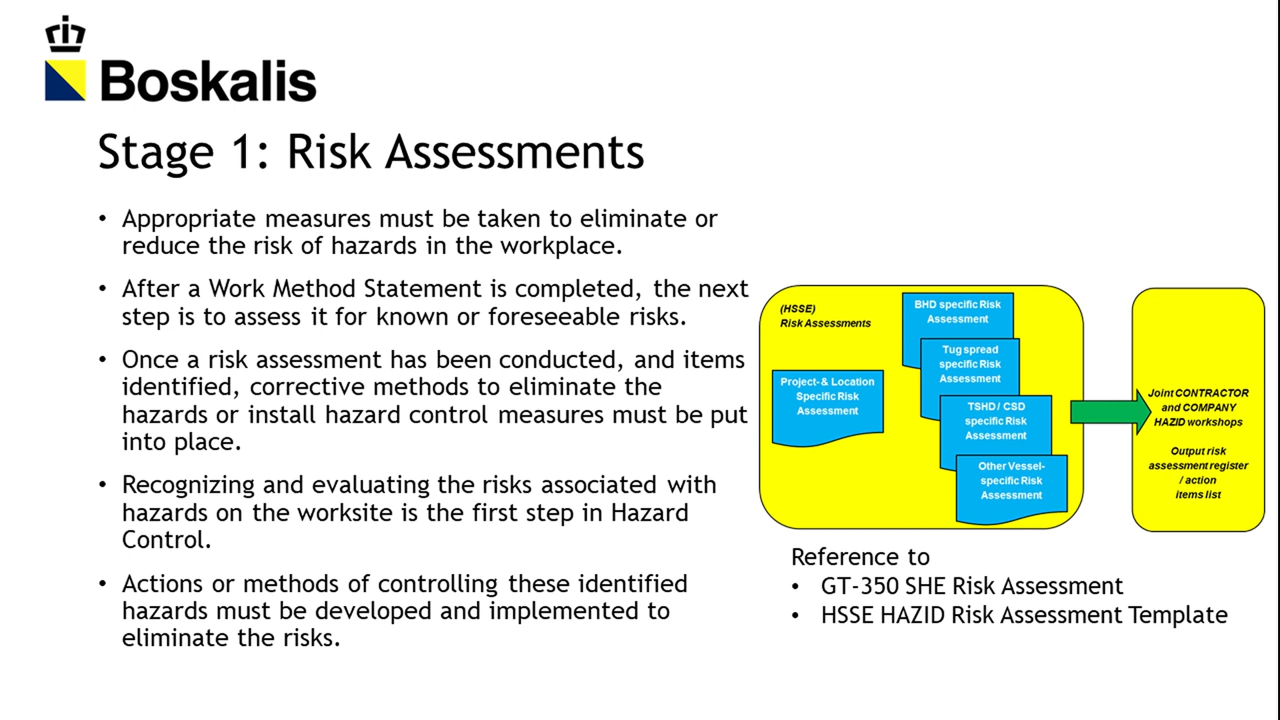 Boskalis
Stage 1: Risk Assessments
• Appropriate measures must be taken to eliminate or
reduce the risk of hazards in the workplace.
• After a Work Method Statement is completed, the next
step is to assess it for known or foreseeable risks.
• Once a risk assessment has been conducted, and items
identified, corrective methods to eliminate the
hazards or install hazard control measures must be put
into place.
• Recognizing and evaluating the risks associated with
hazards on the worksite is the first step in Hazard
Control.
• Actions or methods of controlling these identified
hazards must be developed and implemented to
eliminate the risks.
(HSSE)
Risk Assessments
Project- & Location
Specific Risk
Assessment
BHD specific Risk
Assessment
Tug spread
specific Risk
Assessment
TSHD / CSD
specific Risk
Assessment
Other Vessel-
specific Risk
Assessment
Joint CONTRACTOR
and COMPANY
HAZID workshops
Output risk
assessment register
/ action
items list
Reference to
• GT-350 SHE Risk Assessment
• HSSE HAZID Risk Assessment Template